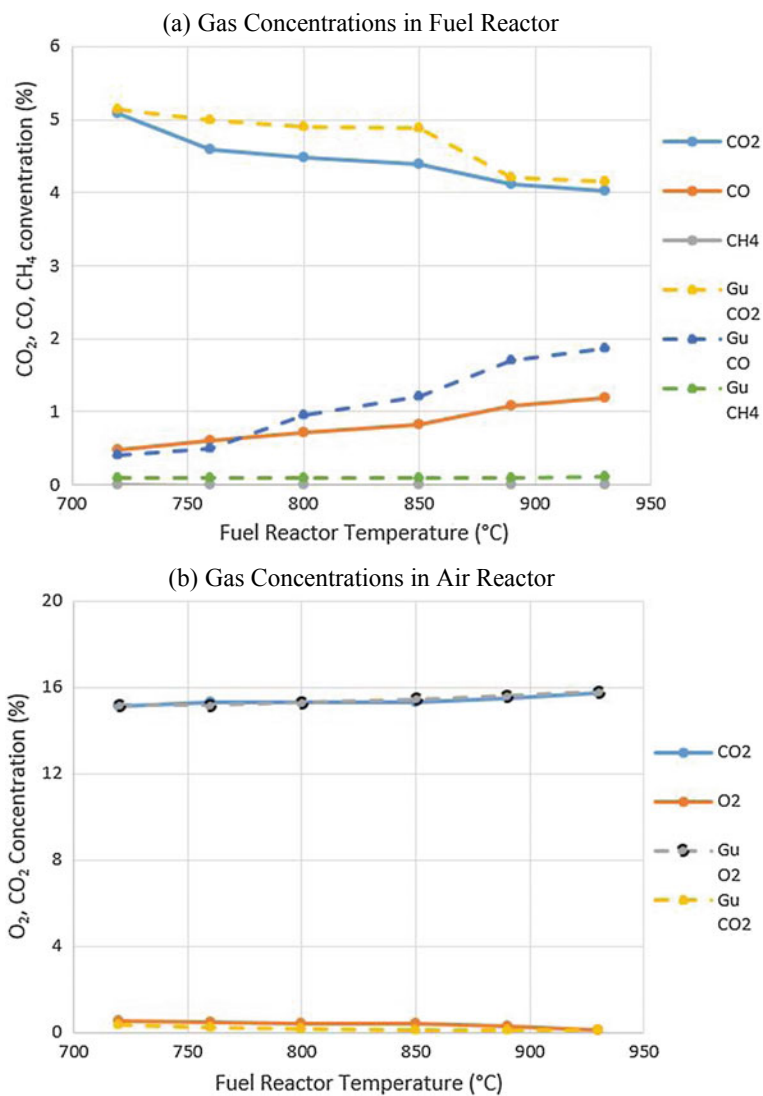 (a) Gas Concentrations in Fuel Reactor
6
5
4
3
2
1
0
CO₂, CO, CH₄ conventration (%)
700 750 800 850 900 950
Fuel Reactor Temperature (°C)
CO2
CO
CH4
Gu
CO2
Gu
CO
Gu
CH4
(b) Gas Concentrations in Air Reactor
20
16
12
8
4
0
O₂, CO₂ Concentration (%)
700 750 800 850 900 950
Fuel Reactor Temperature (°C)
CO2
O2
Gu
O2
Gu
CO2